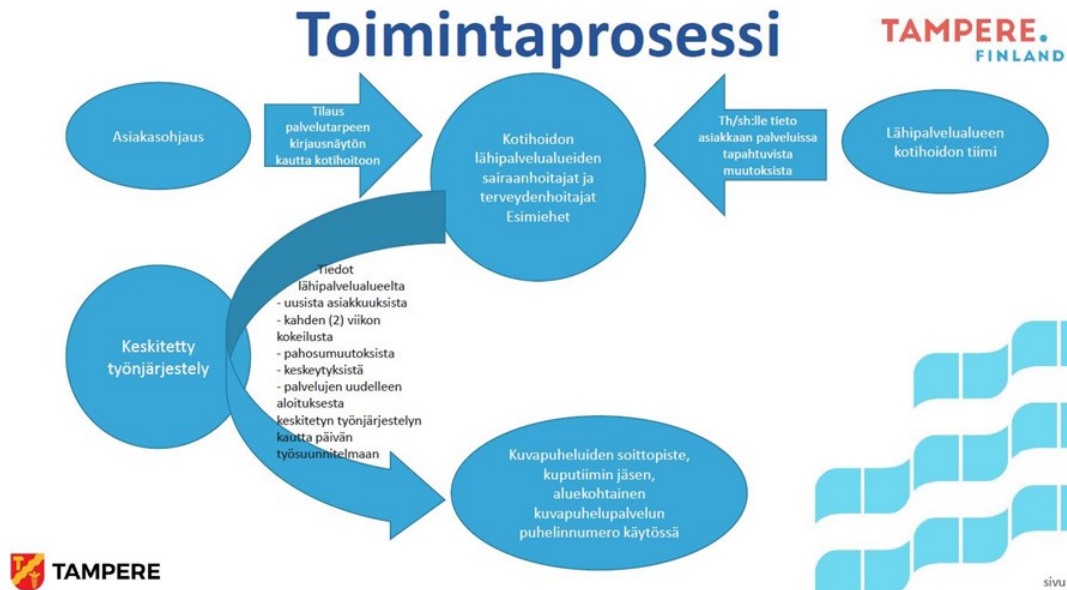 Toimintaprosessi
TAMPERE.
FINLAND
Asiakasohjaus
Tilaus
palvelutarpeen
kirjausnäytön
kautta kotihoitoon
Kotihoidon
lähipalvelualueiden
sairaanhoitajat ja
terveydenhoitajat
Esimiehet
Th/sh:lle tieto
asiakkaan palveluissa
tapahtuvista
muutoksista
Lähipalvelualueen
kotihoidon tiimi
Keskitetty
työnjärjestely
Tiedot
lähipalvelualueelta
- uusista asiakkuuksista
- kahden (2) viikon
kokeilusta
- pahosumuutoksista
- keskeytyksistä
- palvelujen uudelleen
aloituksesta
keskitetyn työnjärjestelyn
kautta päivän
työsuunnitelmaan
Kuvapuheluiden soittopiste,
kuputiimin jäsen,
aluekohtainen
kuvapuhelupalvelun
puhelinnumero käytössä
TAMPERE
sivu